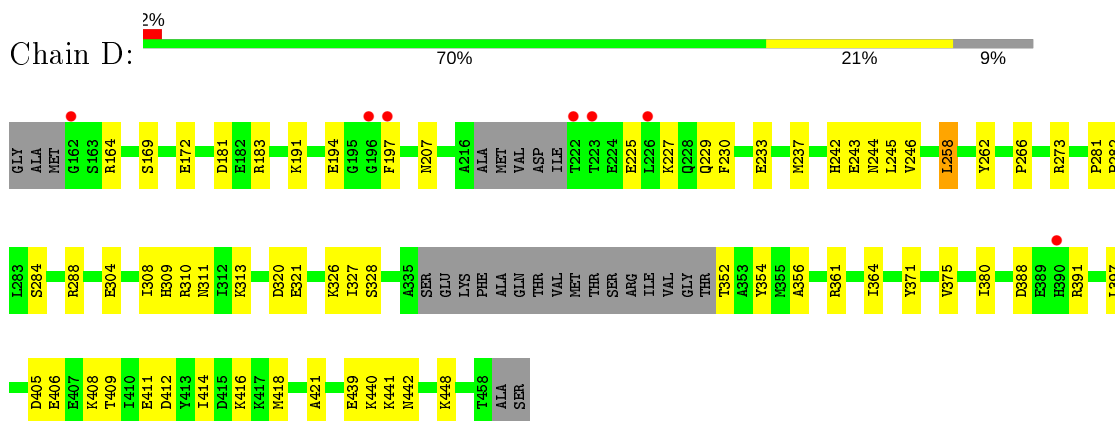 2%
Chain D:
70% 21% 9%
GLY ALA MET G162 S163 R164 S169 E172 D181 E182 R183 K191 E194 G195 G196 F197 N207 A216 ALA MET VAL ASP ILE T222 T223 E224 E225 L226 K227 Q228 Q229 F230 E233 M237 H242 E243 N244 L245 V246 L258 Y262 P266 R273 P281 P282
L283 S284 R288 E304 I308 H309 R310 N311 I312 K313 D320 E321 K326 I327 S328 A335 SER GLU LYS PHE ALA GLN THR VAL MET THR SER ARG ILE VAL GLY THR T352 A353 Y354 M355 A356 R361 I364 Y371 V375 I380 D388 E389 H390 R391 L397
D405 E406 E407 K408 T409 I410 E411 D412 Y413 I414 D415 K416 K417 M418 A421 E439 K440 K441 N442 K448 T458 ALA SER